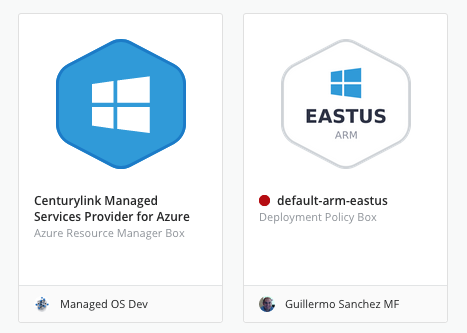 Centurylink Managed
Services Provider for Azure
Azure Resource Manager Box
Managed OS Dev
EASTUS
ARM
default-arm-eastus
Deployment Policy Box
Guillermo Sanchez MF